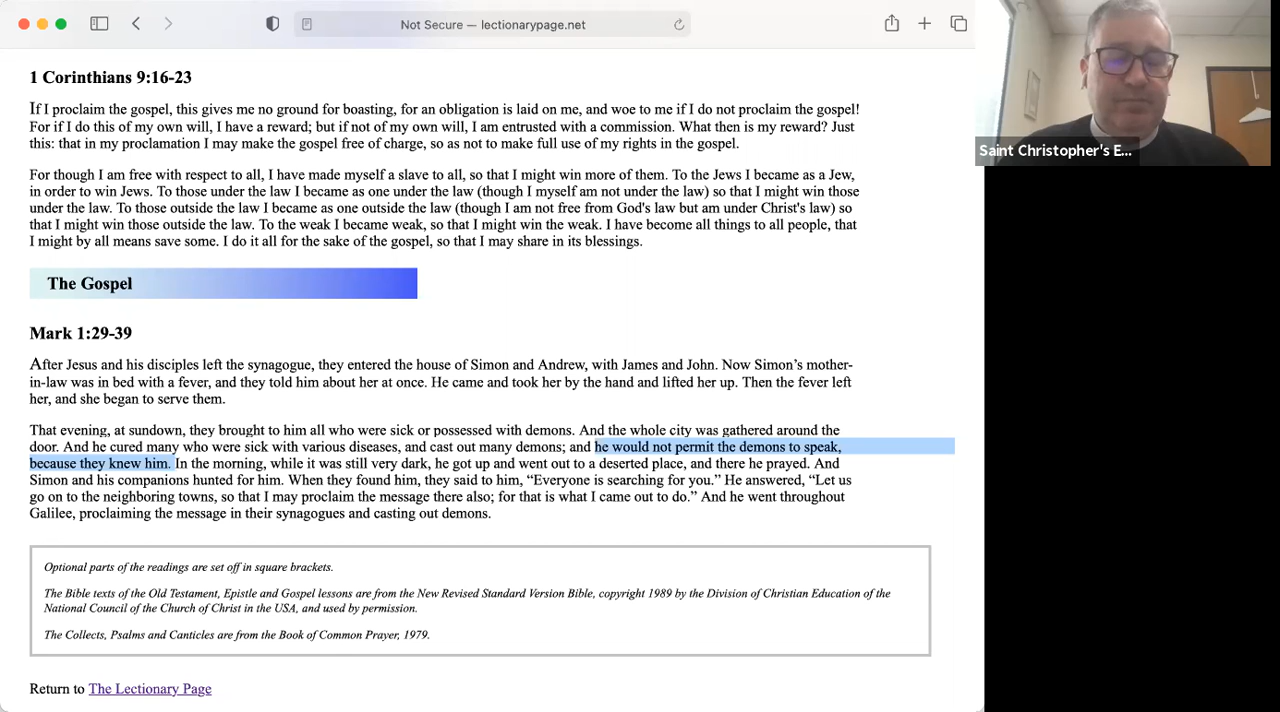 Not Secure — lectionarypage.net
1 Corinthians 9:16-23
If I proclaim the gospel, this gives me no ground for boasting, for an obligation is laid on me, and woe to me if I do not proclaim the gospel!
For if I do this of my own will, I have a reward; but if not of my own will, I am entrusted with a commission. What then is my reward? Just
this: that in my proclamation I may make the gospel free of charge, so as not to make full use of my rights in the gospel.
For though I am free with respect to all, I have made myself a slave to all, so that I might win more of them. To the Jews I became as a Jew,
in order to win Jews. To those under the law I became as one under the law (though I myself am not under the law) so that I might win those
under the law. To those outside the law I became as one outside the law (though I am not free from God's law but am under Christ's law) so
that I might win those outside the law. To the weak I became weak, so that I might win the weak. I have become all things to all people, that
I might by all means save some. I do it all for the sake of the gospel, so that I may share in its blessings.
The Gospel
Mark 1:29-39
After Jesus and his disciples left the synagogue, they entered the house of Simon and Andrew, with James and John. Now Simon’s mother-
in-law was in bed with a fever, and they told him about her at once. He came and took her by the hand and lifted her up. Then the fever left
her, and she began to serve them.
That evening, at sundown, they brought to him all who were sick or possessed with demons. And the whole city was gathered around the
door. And he cured many who were sick with various diseases, and cast out many demons; and he would not permit the demons to speak,
because they knew him. In the morning, while it was still very dark, he got up and went out to a deserted place, and there he prayed. And
Simon and his companions hunted for him. When they found him, they said to him, “Everyone is searching for you.” He answered, “Let us
go on to the neighboring towns, so that I may proclaim the message there also; for that is what I came out to do.” And he went throughout
Galilee, proclaiming the message in their synagogues and casting out demons.
Optional parts of the readings are set off in square brackets.
The Bible texts of the Old Testament, Epistle and Gospel lessons are from the New Revised Standard Version Bible, copyright 1989 by the Division of Christian Education of the
National Council of the Church of Christ in the USA, and used by permission.
The Collects, Psalms and Canticles are from the Book of Common Prayer, 1979.
Return to The Lectionary Page
Saint Christopher's E...